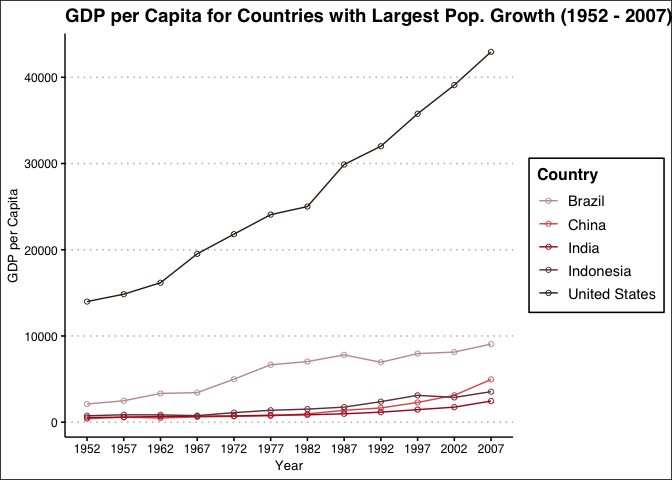 GDP per Capita for Countries with Largest Pop. Growth (1952 - 2007)
40000
30000
20000
10000
0
GDP per Capita
1952 1957 1962 1967 1972 1977 1982 1987 1992 1997 2002 2007
Year
Country
Brazil
China
India
Indonesia
United States